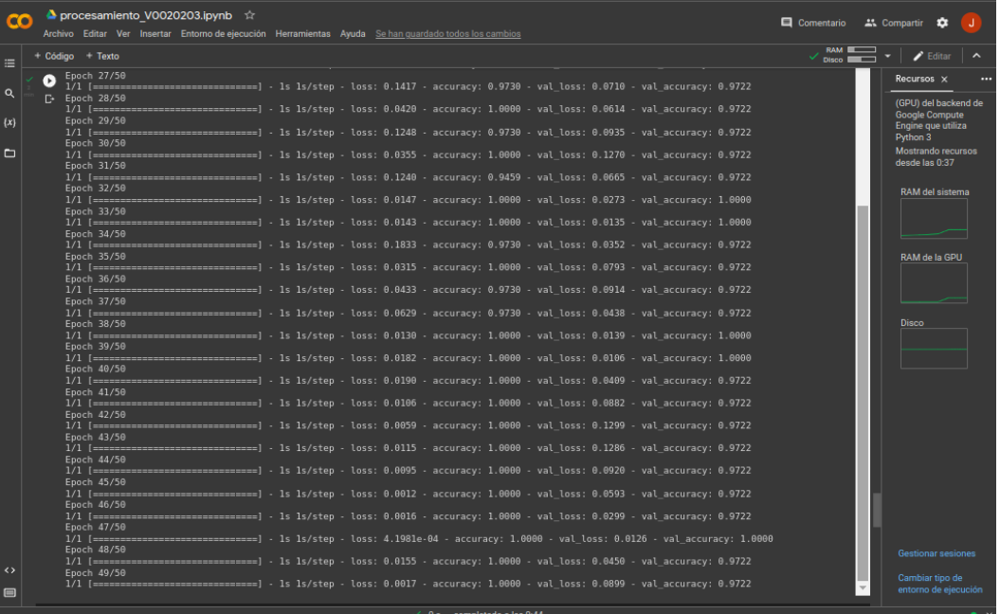 procesamiento_V0020203.ipynb
Archivo Editar Ver Insertar Entorno de ejecución Herramientas Ayuda Se han guardado todos los cambios
Comentario Compartir J
+ Código + Texto
RAM
Disco
Editar
Epoch 27/50
1/1 [==============================] - 1s 1s/step - loss: 0.1417 - accuracy: 0.9730 - val_loss: 0.0710 - val_accuracy: 0.9722
Epoch 28/50
1/1 [==============================] - 1s 1s/step - loss: 0.0420 - accuracy: 1.0000 - val_loss: 0.0614 - val_accuracy: 0.9722
Epoch 29/50
1/1 [==============================] - 1s 1s/step - loss: 0.1248 - accuracy: 0.9730 - val_loss: 0.0935 - val_accuracy: 0.9722
Epoch 30/50
1/1 [==============================] - 1s 1s/step - loss: 0.0355 - accuracy: 1.0000 - val_loss: 0.1270 - val_accuracy: 0.9722
Epoch 31/50
1/1 [==============================] - 1s 1s/step - loss: 0.1240 - accuracy: 0.9459 - val_loss: 0.0665 - val_accuracy: 0.9722
Epoch 32/50
1/1 [==============================] - 1s 1s/step - loss: 0.0147 - accuracy: 1.0000 - val_loss: 0.0273 - val_accuracy: 1.0000
Epoch 33/50
1/1 [==============================] - 1s 1s/step - loss: 0.0143 - accuracy: 1.0000 - val_loss: 0.0135 - val_accuracy: 1.0000
Epoch 34/50
1/1 [==============================] - 1s 1s/step - loss: 0.1833 - accuracy: 0.9730 - val_loss: 0.0352 - val_accuracy: 0.9722
Epoch 35/50
1/1 [==============================] - 1s 1s/step - loss: 0.0315 - accuracy: 1.0000 - val_loss: 0.0793 - val_accuracy: 0.9722
Epoch 36/50
1/1 [==============================] - 1s 1s/step - loss: 0.0433 - accuracy: 0.9730 - val_loss: 0.0914 - val_accuracy: 0.9722
Epoch 37/50
1/1 [==============================] - 1s 1s/step - loss: 0.0629 - accuracy: 0.9730 - val_loss: 0.0438 - val_accuracy: 0.9722
Epoch 38/50
1/1 [==============================] - 1s 1s/step - loss: 0.0130 - accuracy: 1.0000 - val_loss: 0.0139 - val_accuracy: 1.0000
Epoch 39/50
1/1 [==============================] - 1s 1s/step - loss: 0.0182 - accuracy: 1.0000 - val_loss: 0.0106 - val_accuracy: 1.0000
Epoch 40/50
1/1 [==============================] - 1s 1s/step - loss: 0.0190 - accuracy: 1.0000 - val_loss: 0.0409 - val_accuracy: 0.9722
Epoch 41/50
1/1 [==============================] - 1s 1s/step - loss: 0.0106 - accuracy: 1.0000 - val_loss: 0.0882 - val_accuracy: 0.9722
Epoch 42/50
1/1 [==============================] - 1s 1s/step - loss: 0.0059 - accuracy: 1.0000 - val_loss: 0.1299 - val_accuracy: 0.9722
Epoch 43/50
1/1 [==============================] - 1s 1s/step - loss: 0.0115 - accuracy: 1.0000 - val_loss: 0.1286 - val_accuracy: 0.9722
Epoch 44/50
1/1 [==============================] - 1s 1s/step - loss: 0.0095 - accuracy: 1.0000 - val_loss: 0.0920 - val_accuracy: 0.9722
Epoch 45/50
1/1 [==============================] - 1s 1s/step - loss: 0.0012 - accuracy: 1.0000 - val_loss: 0.0593 - val_accuracy: 0.9722
Epoch 46/50
1/1 [==============================] - 1s 1s/step - loss: 0.0016 - accuracy: 1.0000 - val_loss: 0.0299 - val_accuracy: 0.9722
Epoch 47/50
1/1 [==============================] - 1s 1s/step - loss: 4.1981e-04 - accuracy: 1.0000 - val_loss: 0.0126 - val_accuracy: 1.0000
Epoch 48/50
1/1 [==============================] - 1s 1s/step - loss: 0.0155 - accuracy: 1.0000 - val_loss: 0.0450 - val_accuracy: 0.9722
Epoch 49/50
1/1 [==============================] - 1s 1s/step - loss: 0.0017 - accuracy: 1.0000 - val_loss: 0.0899 - val_accuracy: 0.9722
Recursos
(GPU) del backend de
Google Compute
Engine que utiliza
Python 3
Mostrando recursos
desde las 0:37
RAM del sistema
RAM de la GPU
Disco
Gestionar sesiones
Cambiar tipo de
entorno de ejecución